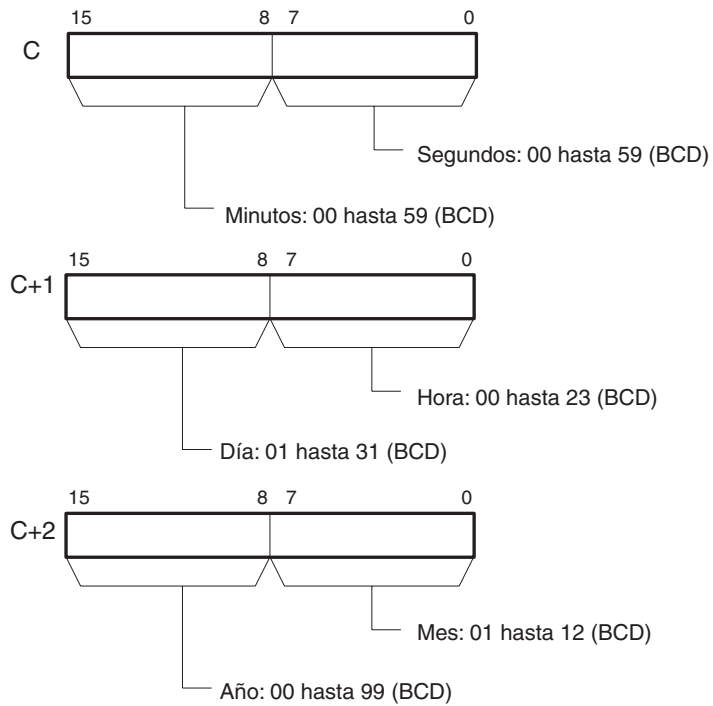 15 8 7 0
C
Segundos: 00 hasta 59 (BCD)
Minutos: 00 hasta 59 (BCD)
15 8 7 0
C+1
Hora: 00 hasta 23 (BCD)
Día: 01 hasta 31 (BCD)
15 8 7 0
C+2
Mes: 01 hasta 12 (BCD)
Año: 00 hasta 99 (BCD)